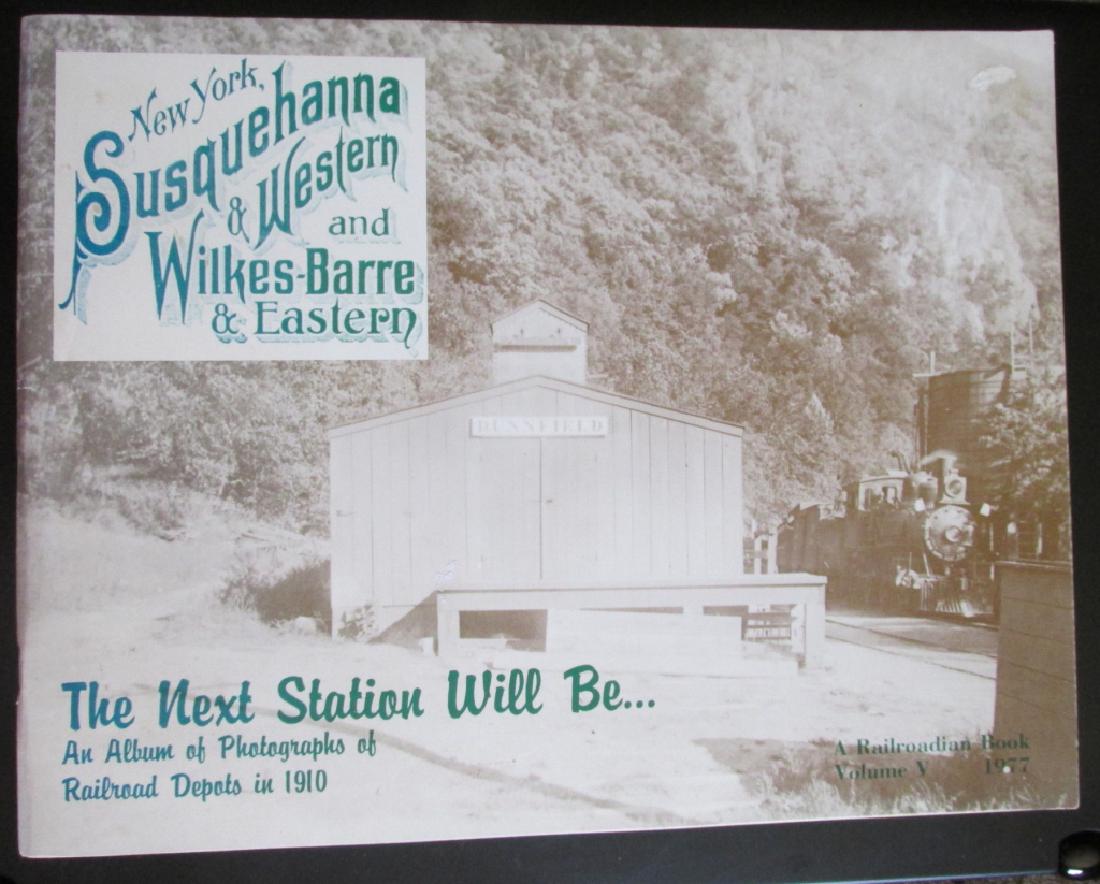 New York,
Susquehanna
& Western
and
Wilkes-Barre
& Eastern
DUNNFIELD
The Next Station Will Be...
An Album of Photographs of
Railroad Depots in 1910
A Railroadian Book
Volume V 1977